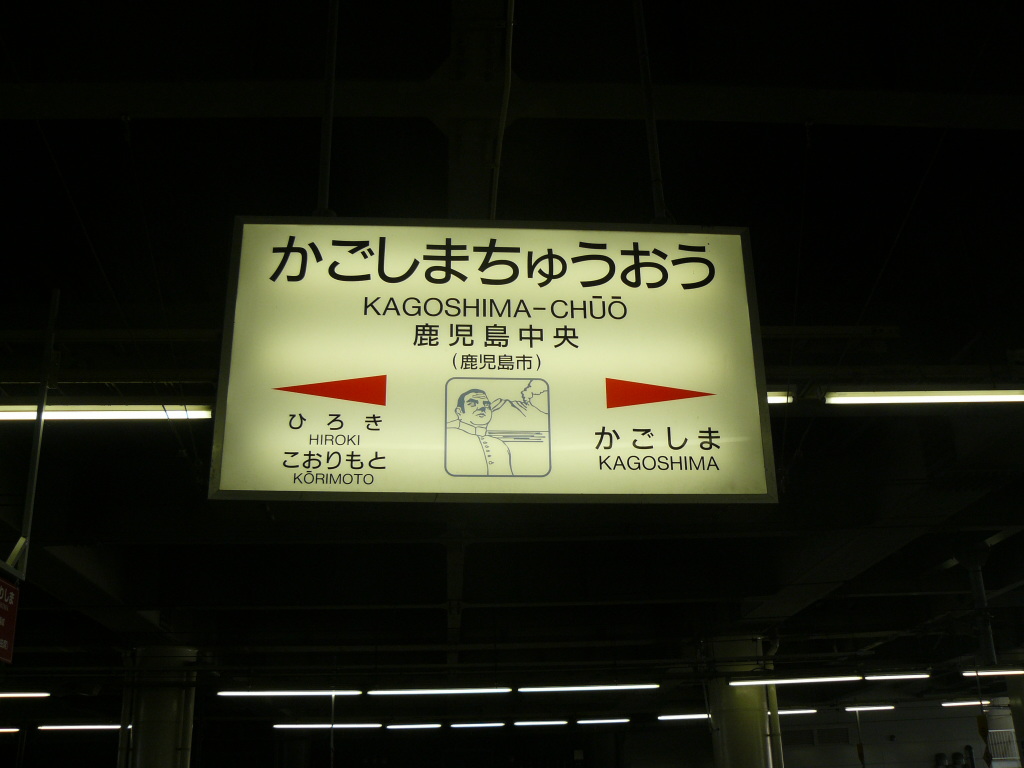 かごしまちゅうおう
KAGOSHIMA-CHŪŌ
鹿児島中央
(鹿児島市)
ひろき
HIROKI
こおりもと
KŌRIMOTO
かごしま
KAGOSHIMA